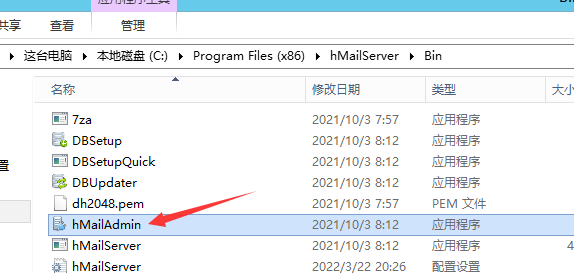 应用程序工具
共享 查看 管理
这台电脑 本地磁盘 (C:) Program Files (x86) hMailServer Bin
名称 修改日期 类型 大小
7za 2021/10/3 7:57 应用程序
DBSetup 2021/10/3 8:12 应用程序
DBSetupQuick 2021/10/3 8:12 应用程序
DBUpdater 2021/10/3 8:12 应用程序
置 dh2048.pem 2021/10/3 7:57 PEM 文件
hMailAdmin 2021/10/3 8:12 应用程序
hMailServer 2021/10/3 8:12 应用程序 4
hMailServer 2022/3/22 20:26 配置设置